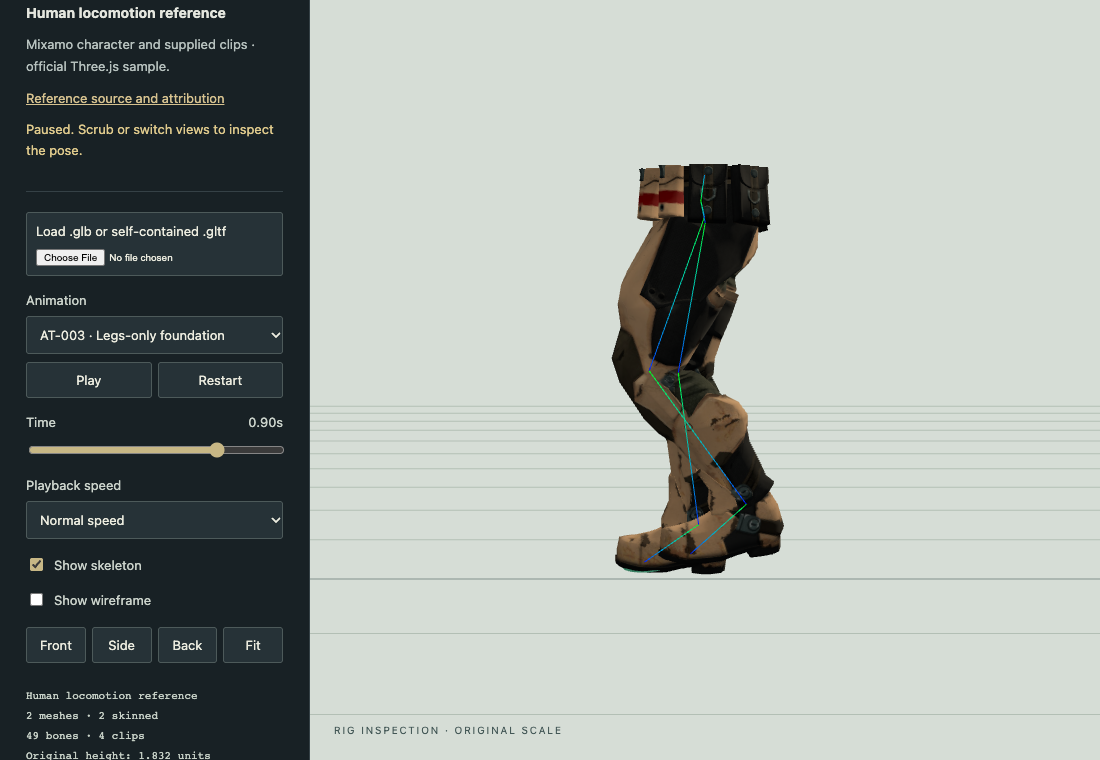 Human locomotion reference
Mixamo character and supplied clips ·
official Three.js sample.
Reference source and attribution
Paused. Scrub or switch views to inspect
the pose.
Load .glb or self-contained .gltf
Choose File No file chosen
Animation
AT-003 · Legs-only foundation
Play Restart
Time 0.90s
Playback speed
Normal speed
Show skeleton
Show wireframe
Front Side Back Fit
Human locomotion reference
2 meshes · 2 skinned
49 bones · 4 clips
Original height: 1.832 units
RIG INSPECTION · ORIGINAL SCALE